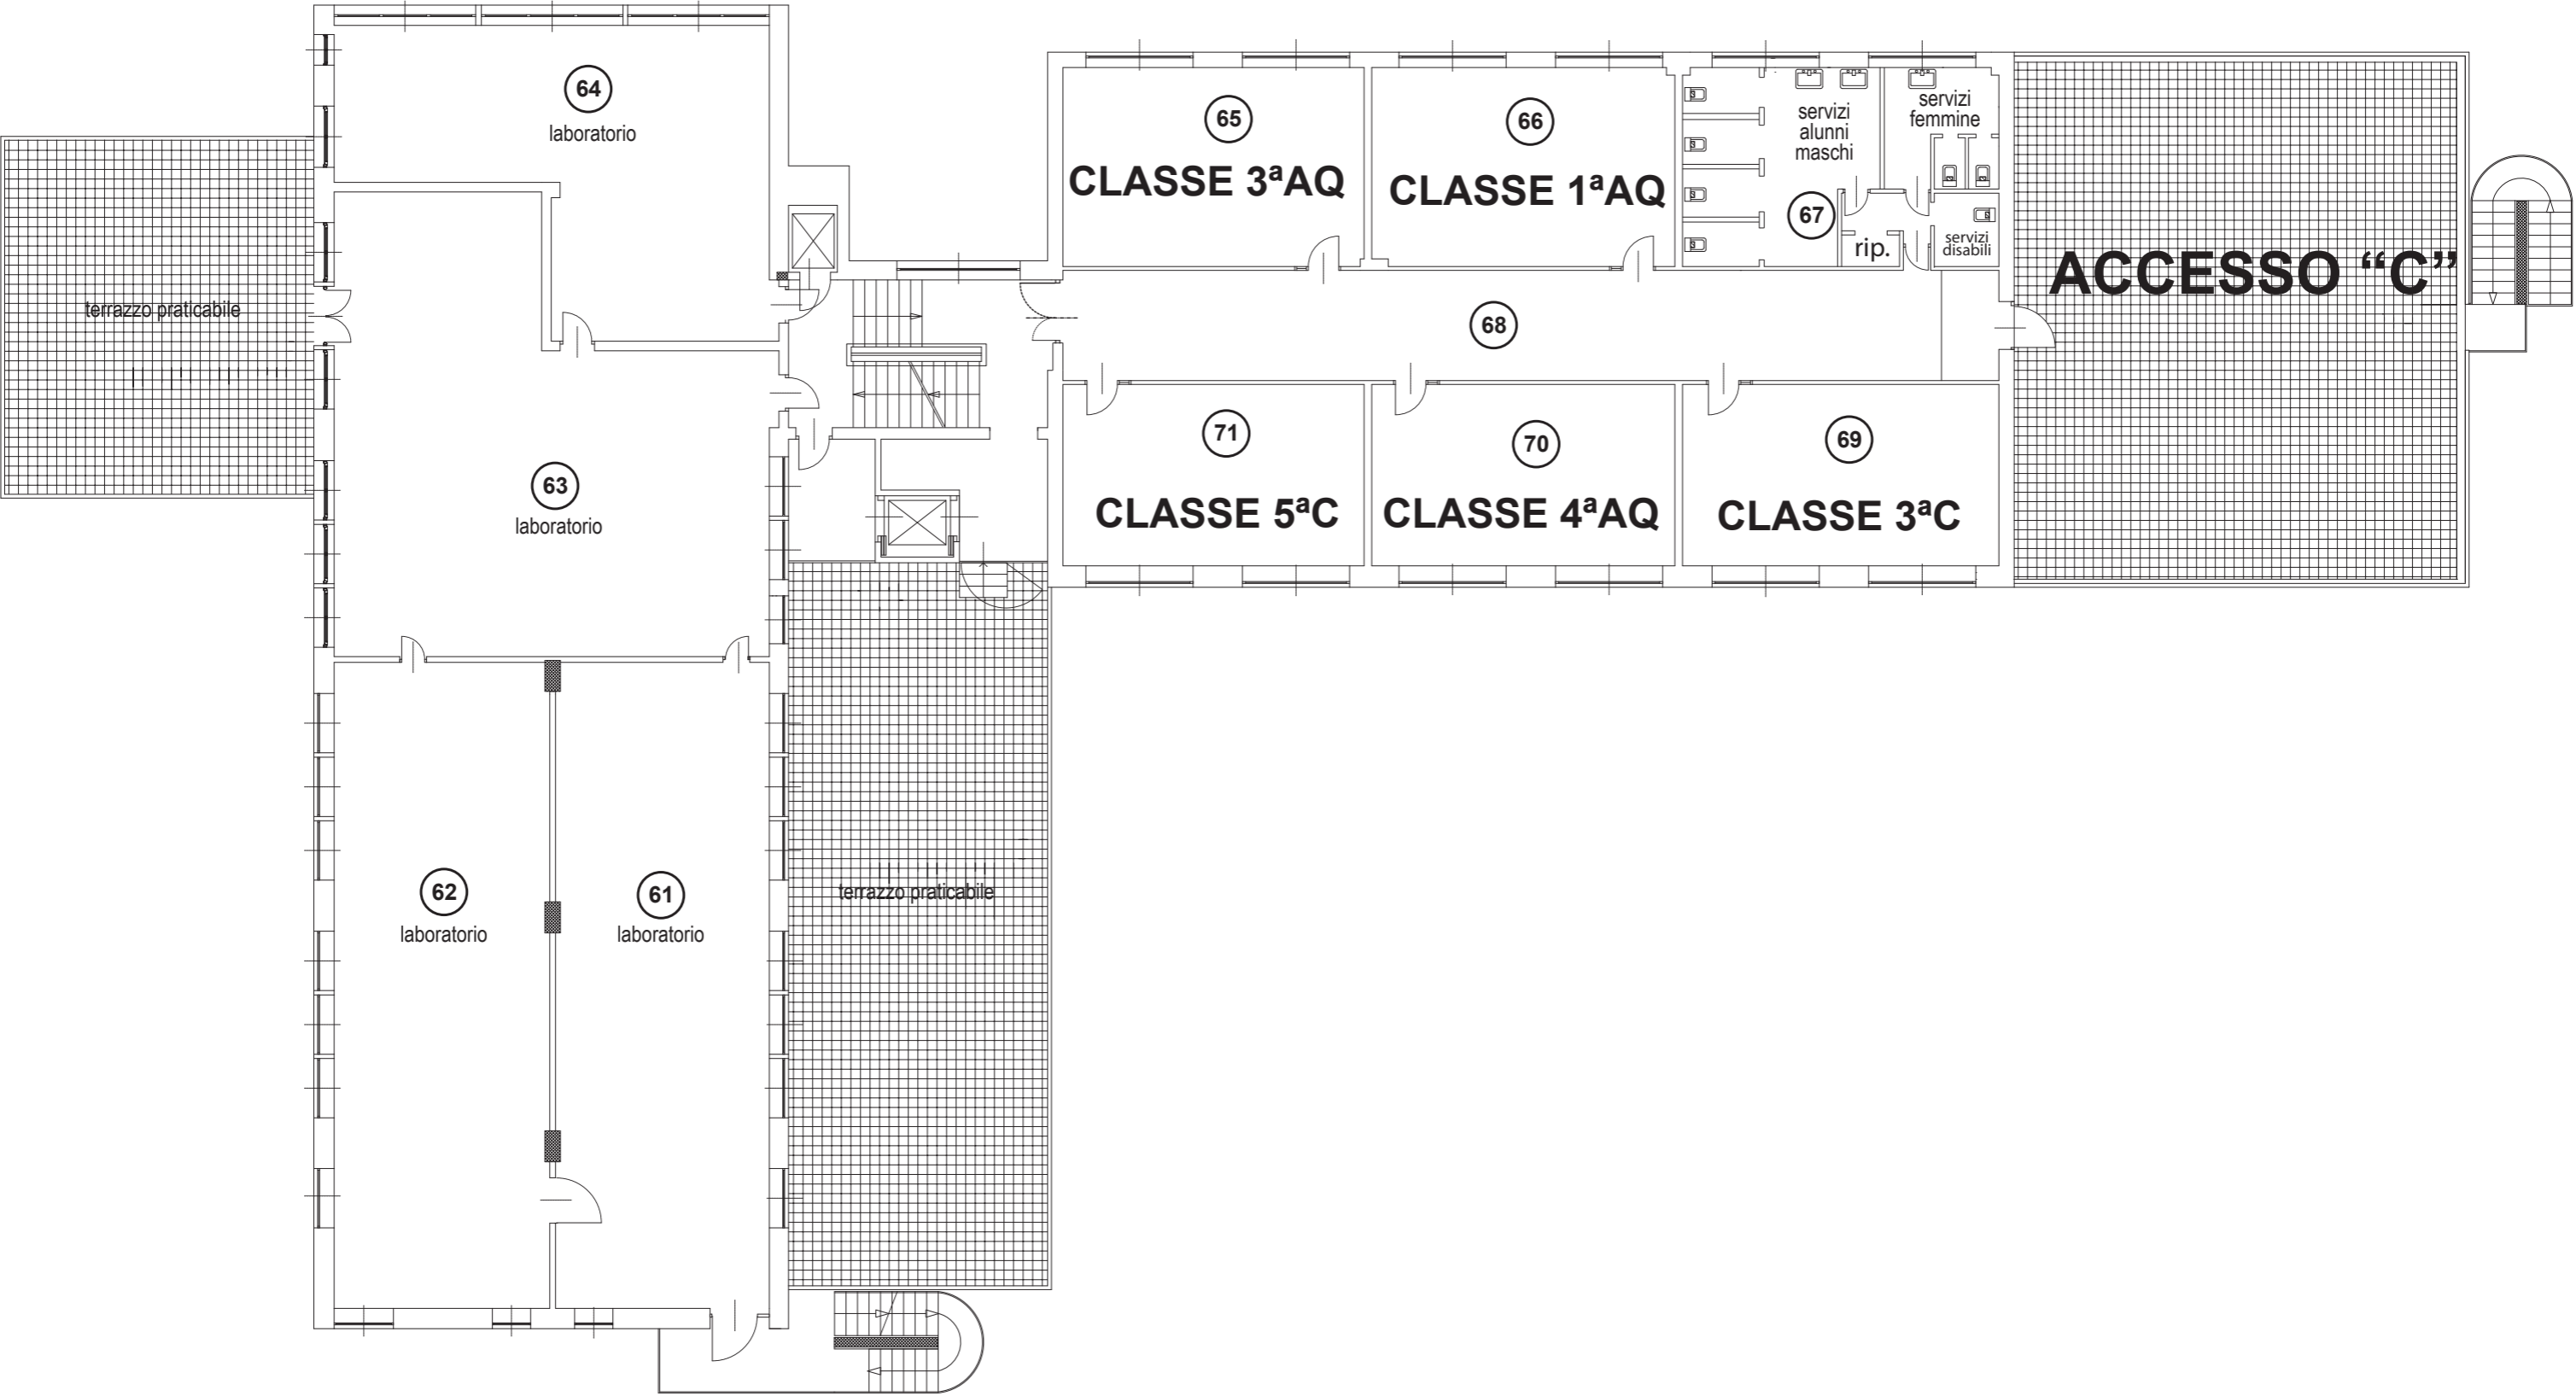 64
laboratorio
65
CLASSE 3ªAQ
66
CLASSE 1ªAQ
servizi
alunni
maschi
servizi
femmine
67
rip.
servizi
disabili
ACCESSO “C”
terrazzo praticabile
68
63
laboratorio
71
CLASSE 5ªC
70
CLASSE 4ªAQ
69
CLASSE 3ªC
62
laboratorio
61
laboratorio
terrazzo praticabile